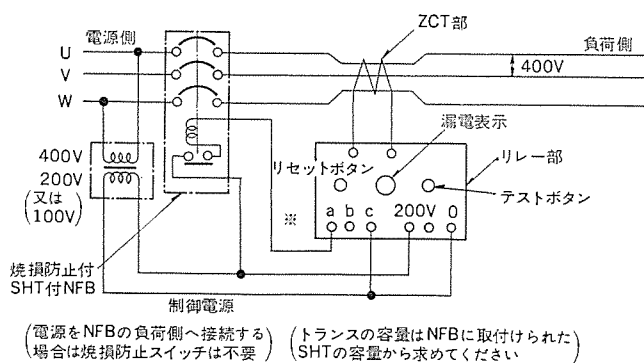 ZCT部
電源側
負荷側
U
V
W
400V
漏電表示
400V
200V
(又は
100V)
リセットボタン
リレー部
テストボタン
※
a b c 200V 0
焼損防止付
SHT付NFB
制御電源
(電源をNFBの負荷側へ接続する
場合は焼損防止スイッチは不要)
(トランスの容量はNFBに取付けられた
SHTの容量から求めてください)